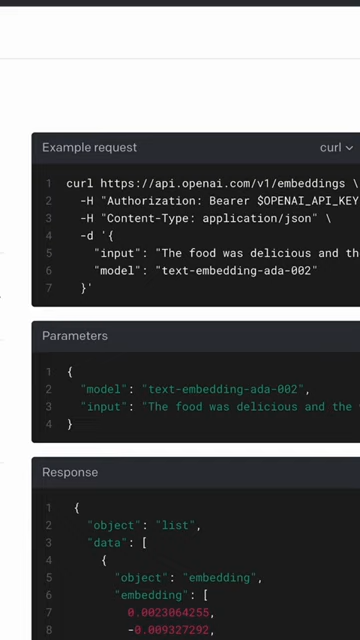 Example request
curl
1 curl https://api.openai.com/v1/embeddings \
2 -H "Authorization: Bearer $OPENAI_API_KEY
3 -H "Content-Type: application/json" \
4 -d '{
5 "input": "The food was delicious and th
6 "model": "text-embedding-ada-002"
7 }'
Parameters
1 {
2 "model": "text-embedding-ada-002",
3 "input": "The food was delicious and the
4 }
Response
1 {
2 "object": "list",
3 "data": [
4 {
5 "object": "embedding",
6 "embedding": [
7 0.0023064255,
8 -0.009327292,